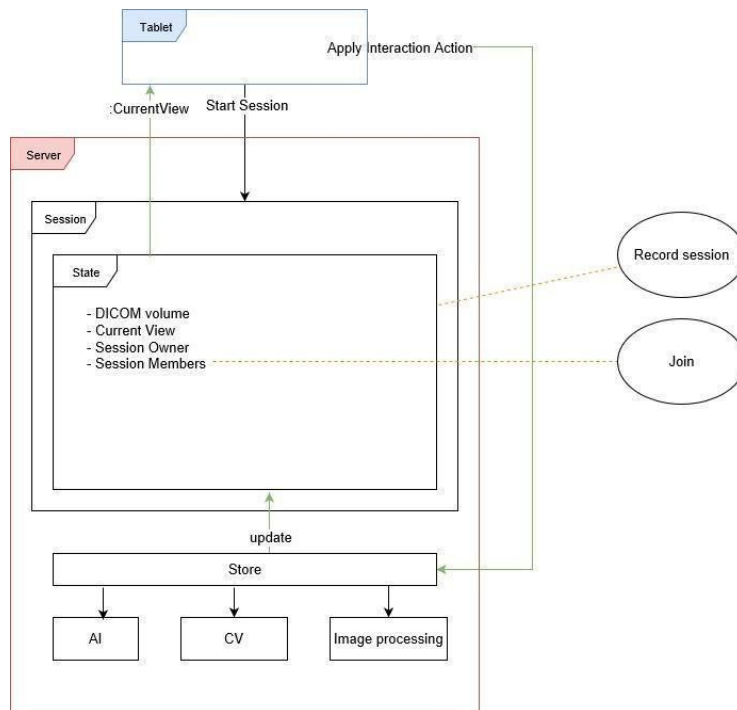 Tablet
Apply Interaction Action
:CurrentView
Start Session
Server
Session
State
- DICOM volume
- Current View
- Session Owner
- Session Members
Record session
Join
update
Store
AI
CV
Image processing